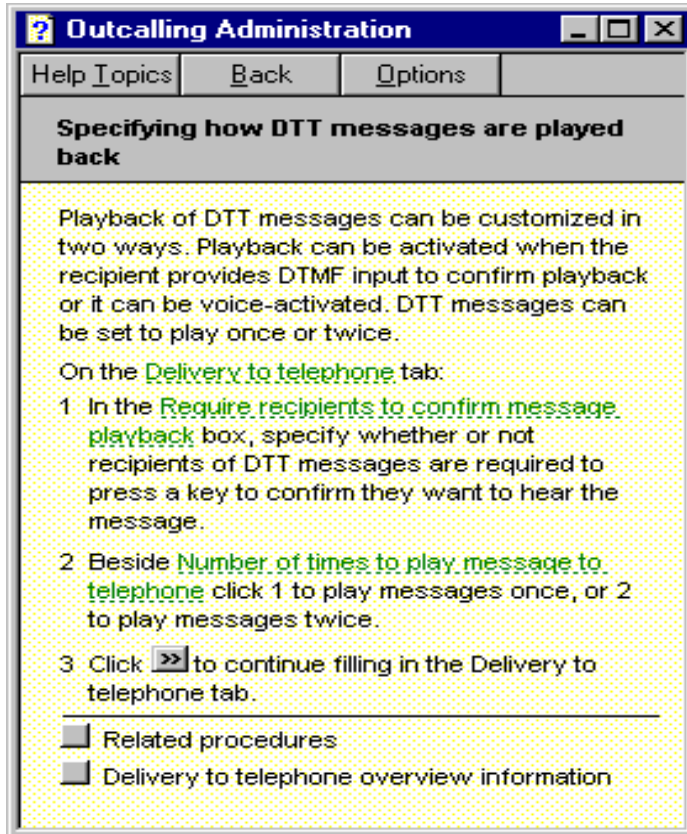 Outcalling Administration
Help Topics Back Options
Specifying how DTT messages are played
back
Playback of DTT messages can be customized in
two ways. Playback can be activated when the
recipient provides DTMF input to confirm playback
or it can be voice-activated. DTT messages can
be set to play once or twice.
On the Delivery to telephone tab:
1 In the Require recipients to confirm message
playback box, specify whether or not
recipients of DTT messages are required to
press a key to confirm they want to hear the
message.
2 Beside Number of times to play message to
telephone click 1 to play messages once, or 2
to play messages twice.
3 Click >> to continue filling in the Delivery to
telephone tab.
Related procedures
Delivery to telephone overview information